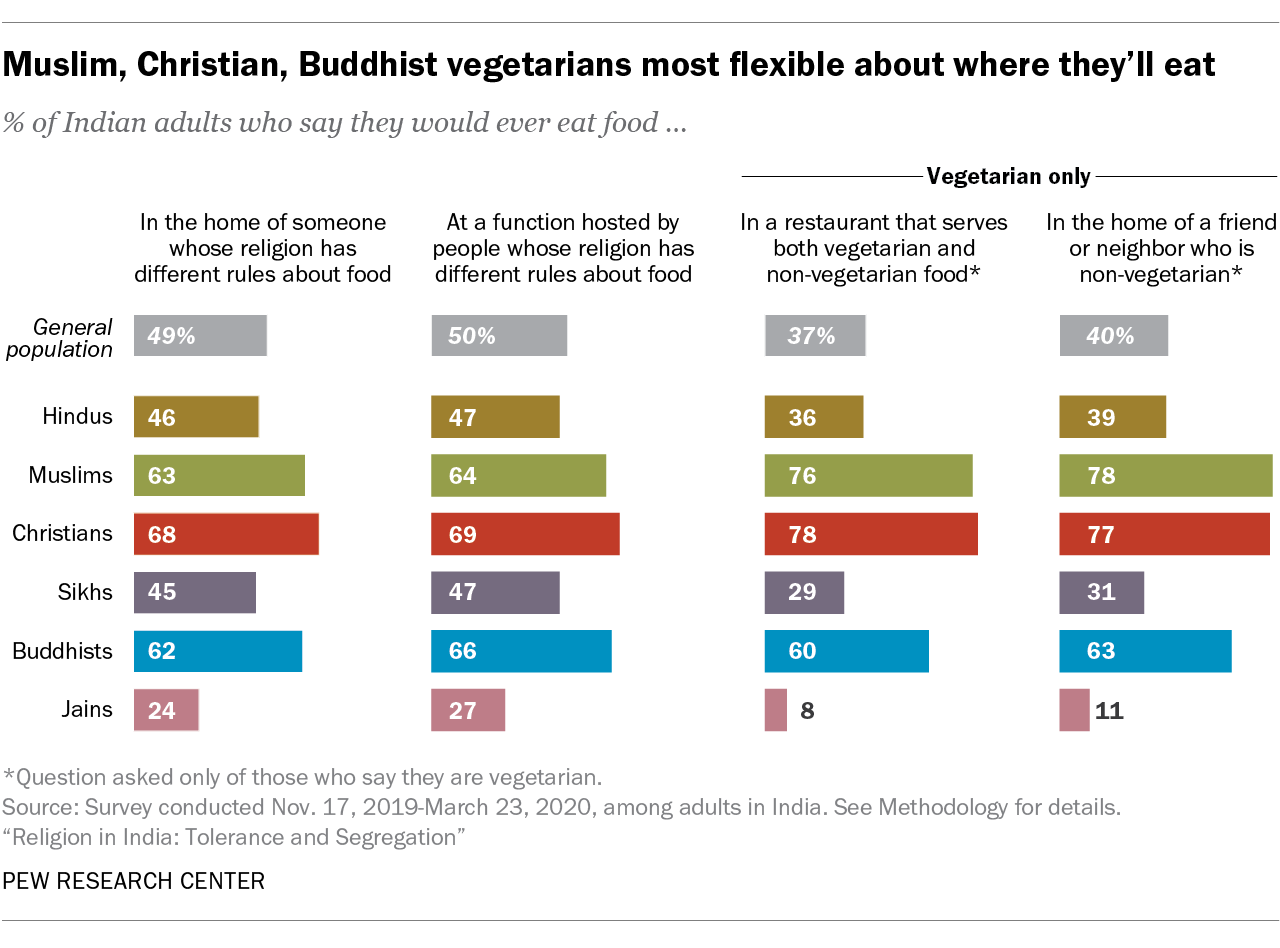 Muslim, Christian, Buddhist vegetarians most flexible about where they’ll eat
% of Indian adults who say they would ever eat food ...
Vegetarian only
In the home of someone
whose religion has
different rules about food
At a function hosted by
people whose religion has
different rules about food
In a restaurant that serves
both vegetarian and
non-vegetarian food*
In the home of a friend
or neighbor who is
non-vegetarian*
General
population
49% 50% 37% 40%
Hindus 46 47 36 39
Muslims 63 64 76 78
Christians 68 69 78 77
Sikhs 45 47 29 31
Buddhists 62 66 60 63
Jains 24 27 8 11
*Question asked only of those who say they are vegetarian.
Source: Survey conducted Nov. 17, 2019-March 23, 2020, among adults in India. See Methodology for details.
“Religion in India: Tolerance and Segregation”
PEW RESEARCH CENTER